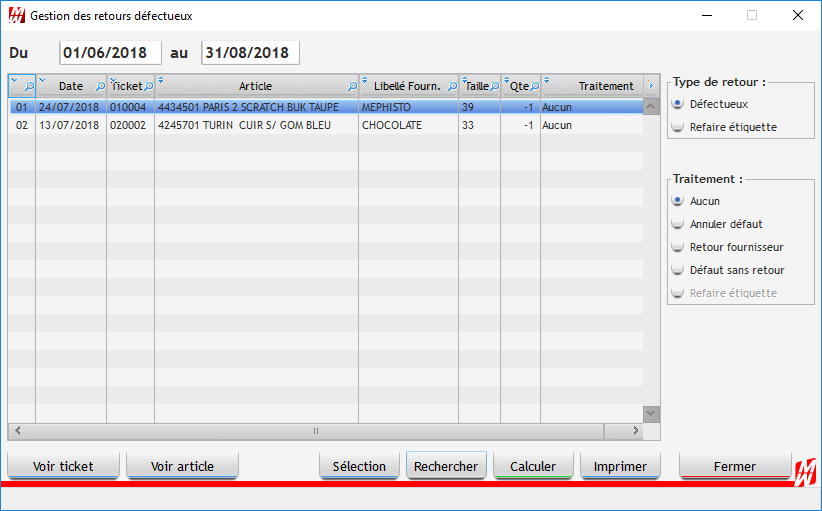 Gestion des retours défectueux
Du 01/06/2018 au 31/08/2018
Date Ticket Article Libellé Fourn. Taille Qte Traitement
01 24/07/2018 010004 4434501 PARIS 2 SCRATCH BUK TAUPE MEPHISTO 39 -1 Aucun
02 13/07/2018 020002 4245701 TURIN CUIR S/ GOM BLEU CHOCOLATE 33 -1 Aucun
Type de retour :
Défectueux
Refaire étiquette
Traitement :
Aucun
Annuler défaut
Retour fournisseur
Défaut sans retour
Refaire étiquette
Voir ticket Voir article Sélection Rechercher Calculer Imprimer Fermer